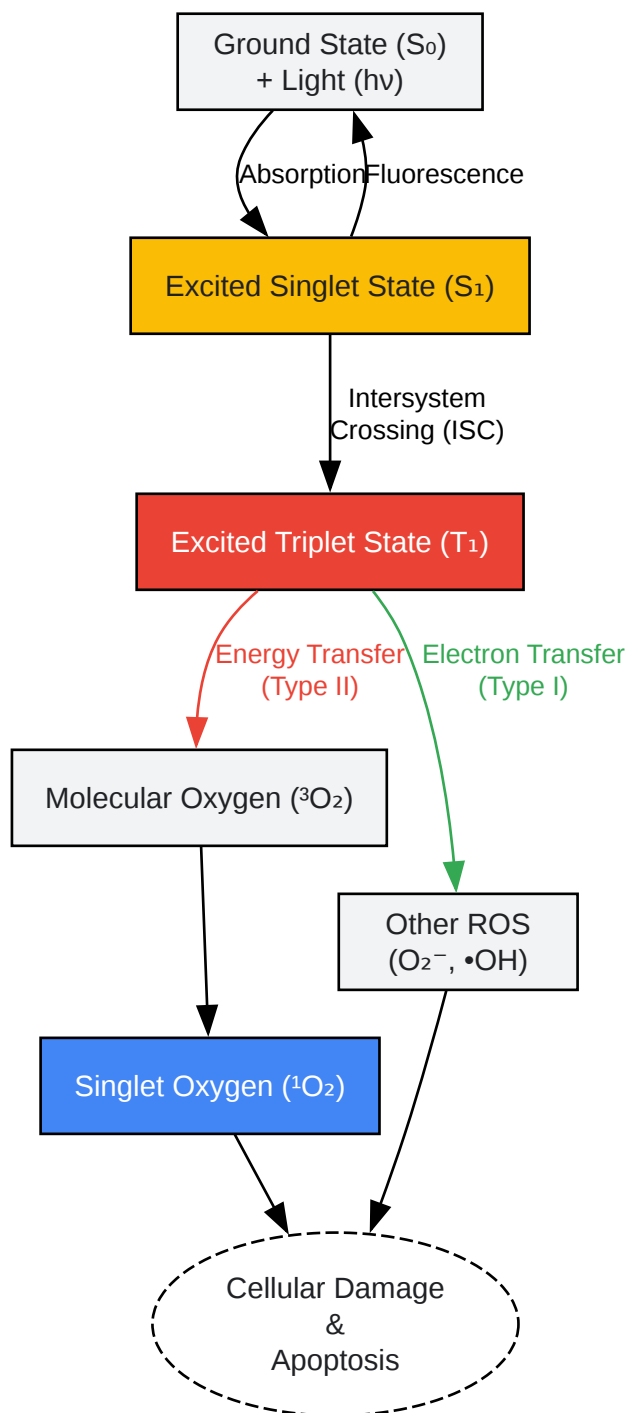 Ground State (S₀)
+ Light (hν)
Absorption
Fluorescence
Excited Singlet State (S₁)
Intersystem
Crossing (ISC)
Excited Triplet State (T₁)
Energy Transfer
(Type II)
Electron Transfer
(Type I)
Molecular Oxygen (³O₂)
Other ROS
(O₂⁻, •OH)
Singlet Oxygen (¹O₂)
Cellular Damage
&
Apoptosis